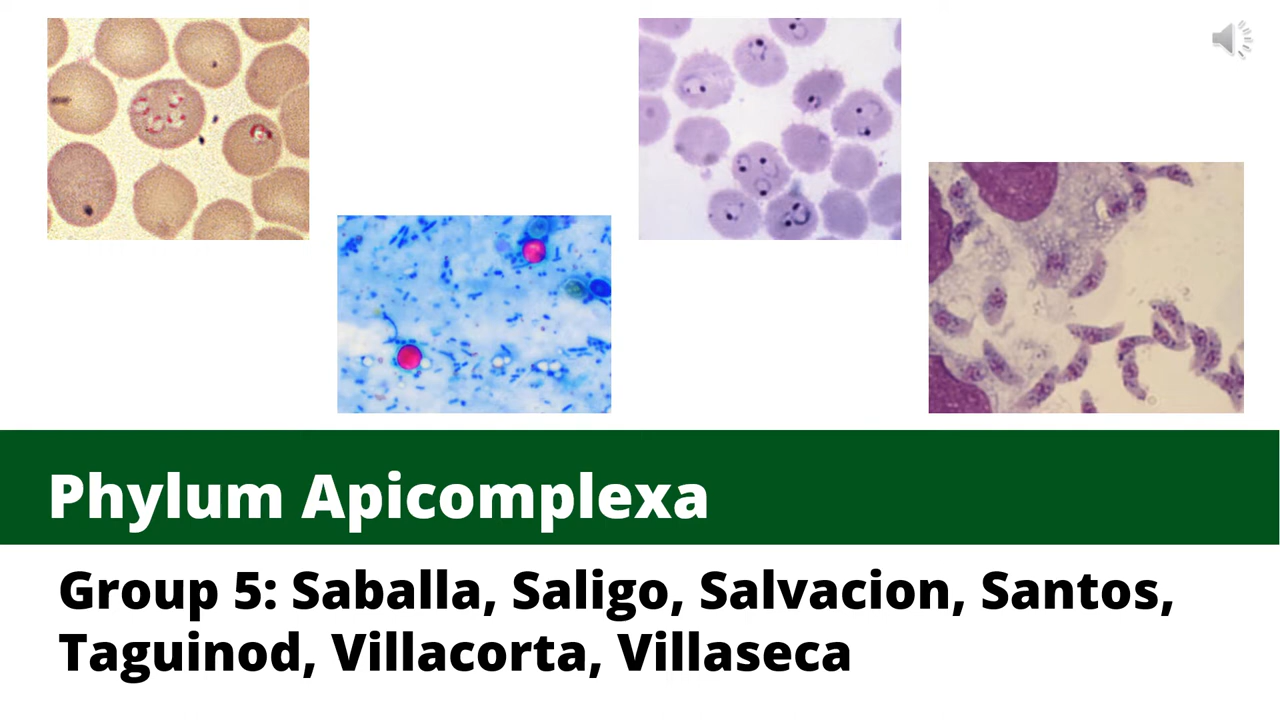 Phylum Apicomplexa
Group 5: Saballa, Saligo, Salvacion, Santos,
Taguinod, Villacorta, Villaseca